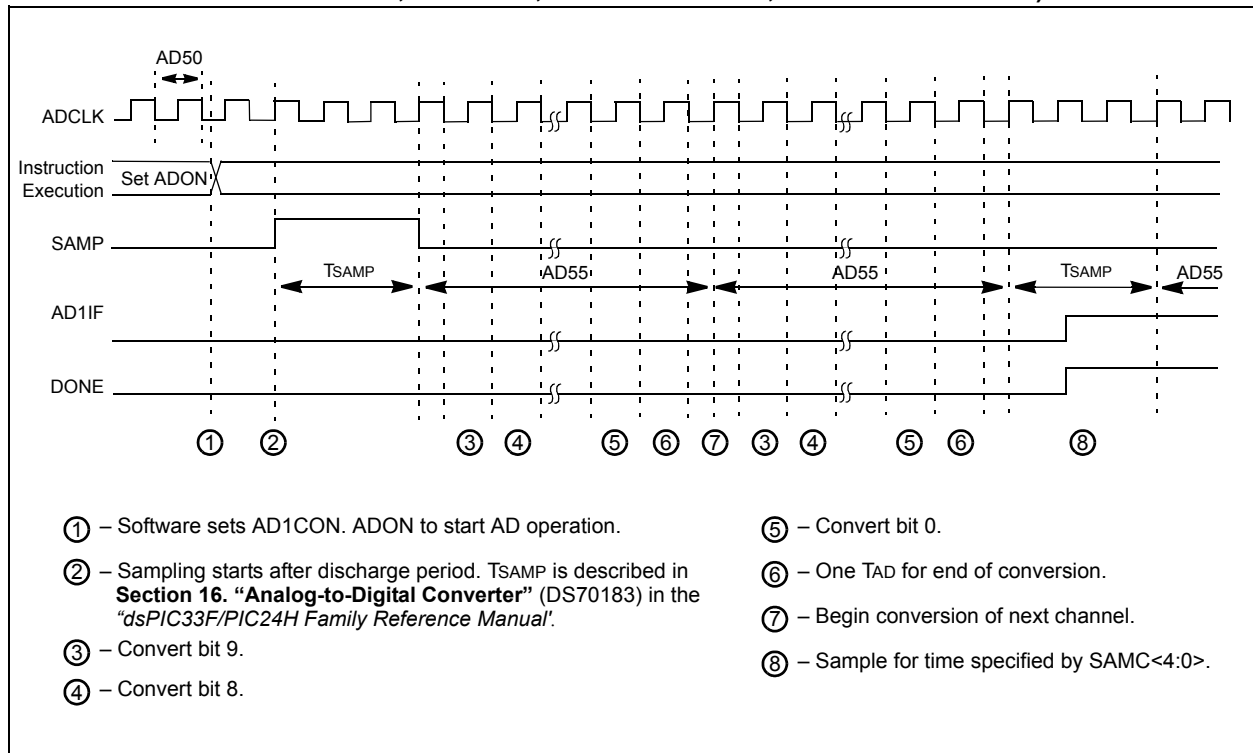 AD50
ADCLK
Instruction
Execution
Set ADON
SAMP
TSAMP
AD55
AD55
TSAMP
AD55
AD1IF
DONE
① ② ③ ④ ⑤ ⑥ ⑦ ③ ④ ⑤ ⑥ ⑧
① – Software sets AD1CON. ADON to start AD operation.
② – Sampling starts after discharge period. TSAMP is described in
Section 16. “Analog-to-Digital Converter” (DS70183) in the
“dsPIC33F/PIC24H Family Reference Manual'.
③ – Convert bit 9.
④ – Convert bit 8.
⑤ – Convert bit 0.
⑥ – One TAD for end of conversion.
⑦ – Begin conversion of next channel.
⑧ – Sample for time specified by SAMC<4:0>.